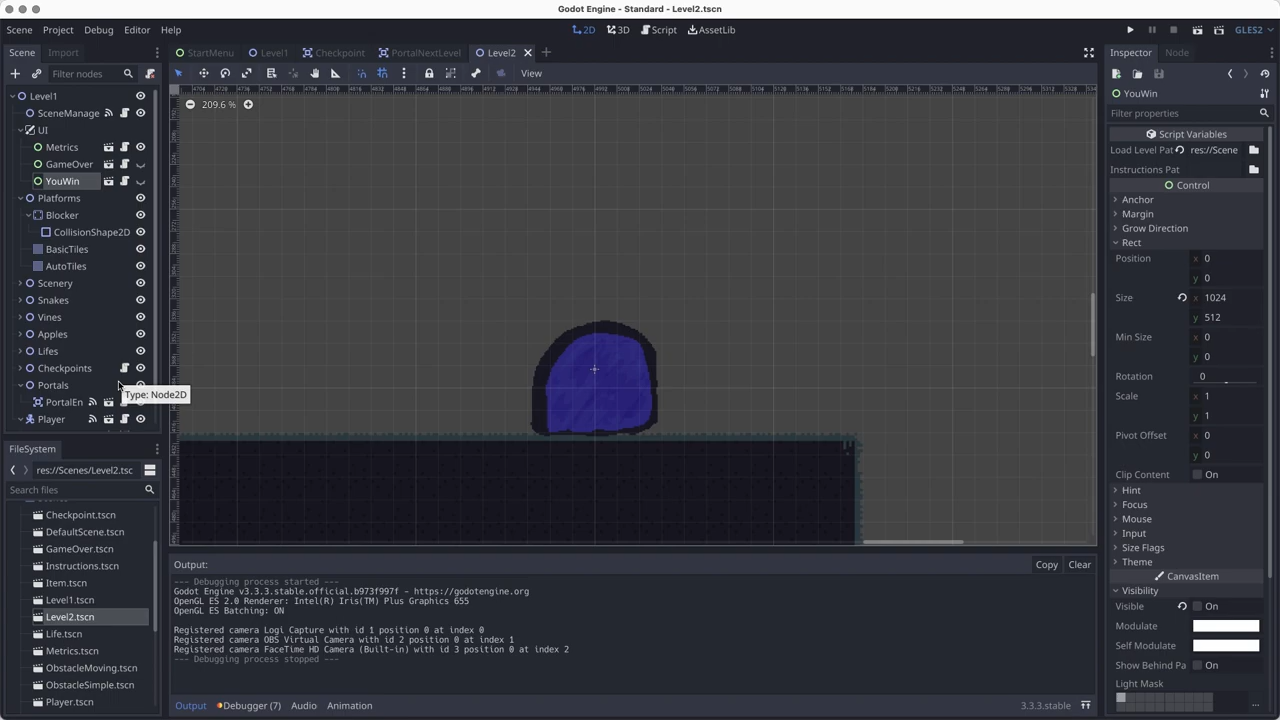 Godot Engine - Standard - Level2.tscn
Scene Project Debug Editor Help
2D 3D Script AssetLib
GLES2
Scene Import
StartMenu Level1 Checkpoint PortalNextLevel Level2
Inspector Node
Filter nodes
View
209.6 %
YouWin
Filter properties
Level1
SceneManage
UI
Metrics
GameOver
YouWin
Platforms
Blocker
CollisionShape2D
BasicTiles
AutoTiles
Scenery
Snakes
Vines
Apples
Lifes
Checkpoints
Portals
Type: Node2D
PortalEn
Player
Script Variables
Load Level Pat res://Scene
Instructions Pat
Control
Anchor
Margin
Grow Direction
Rect
Position x 0
y 0
Size x 1024
y 512
Min Size x 0
y 0
Rotation 0
Scale x 1
y 1
Pivot Offset x 0
y 0
Clip Content On
Hint
Focus
Mouse
Input
Size Flags
Theme
CanvasItem
Visibility
Visible On
Modulate
Self Modulate
Show Behind Pa On
Light Mask
FileSystem
res://Scenes/Level2.tsc
Search files
Checkpoint.tscn
DefaultScene.tscn
GameOver.tscn
Instructions.tscn
Item.tscn
Level1.tscn
Level2.tscn
Life.tscn
Metrics.tscn
ObstacleMoving.tscn
ObstacleSimple.tscn
Player.tscn
Output: Copy Clear
--- Debugging process started ---
Godot Engine v3.3.3.stable.official.b973f997f - https://godotengine.org
OpenGL ES 2.0 Renderer: Intel(R) Iris(TM) Plus Graphics 655
OpenGL ES Batching: ON
Registered camera Logi Capture with id 1 position 0 at index 0
Registered camera OBS Virtual Camera with id 2 position 0 at index 1
Registered camera FaceTime HD Camera (Built-in) with id 3 position 0 at index 2
--- Debugging process stopped ---
Output Debugger (7) Audio Animation
3.3.3.stable